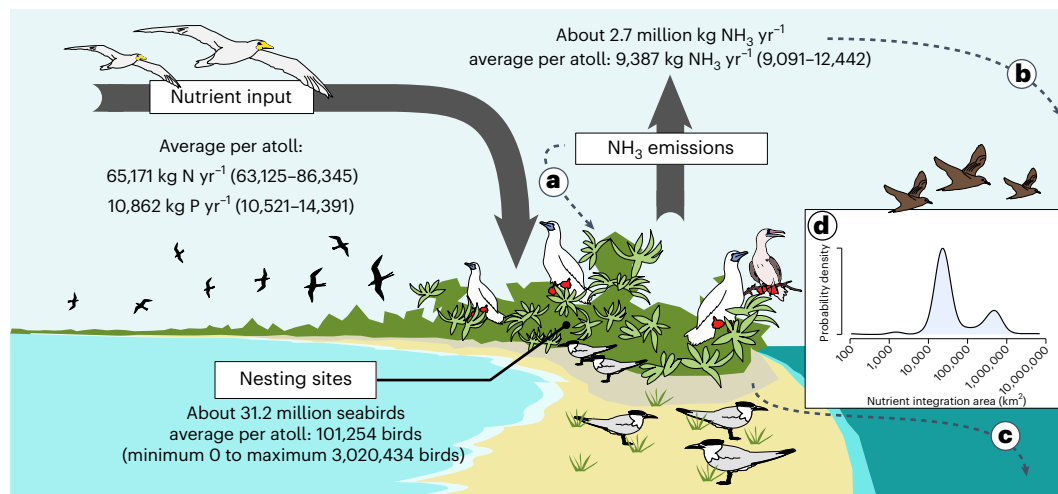 Nutrient input
Average per atoll:
65,171 kg N yr⁻¹ (63,125–86,345)
10,862 kg P yr⁻¹ (10,521–14,391)
About 2.7 million kg NH₃ yr⁻¹
average per atoll: 9,387 kg NH₃ yr⁻¹ (9,091–12,442)
NH₃ emissions
a
b
Nesting sites
About 31.2 million seabirds
average per atoll: 101,254 birds
(minimum 0 to maximum 3,020,434 birds)
c
d
Probability density
100
1,000
10,000
100,000
1,000,000
10,000,000
Nutrient integration area (km²)